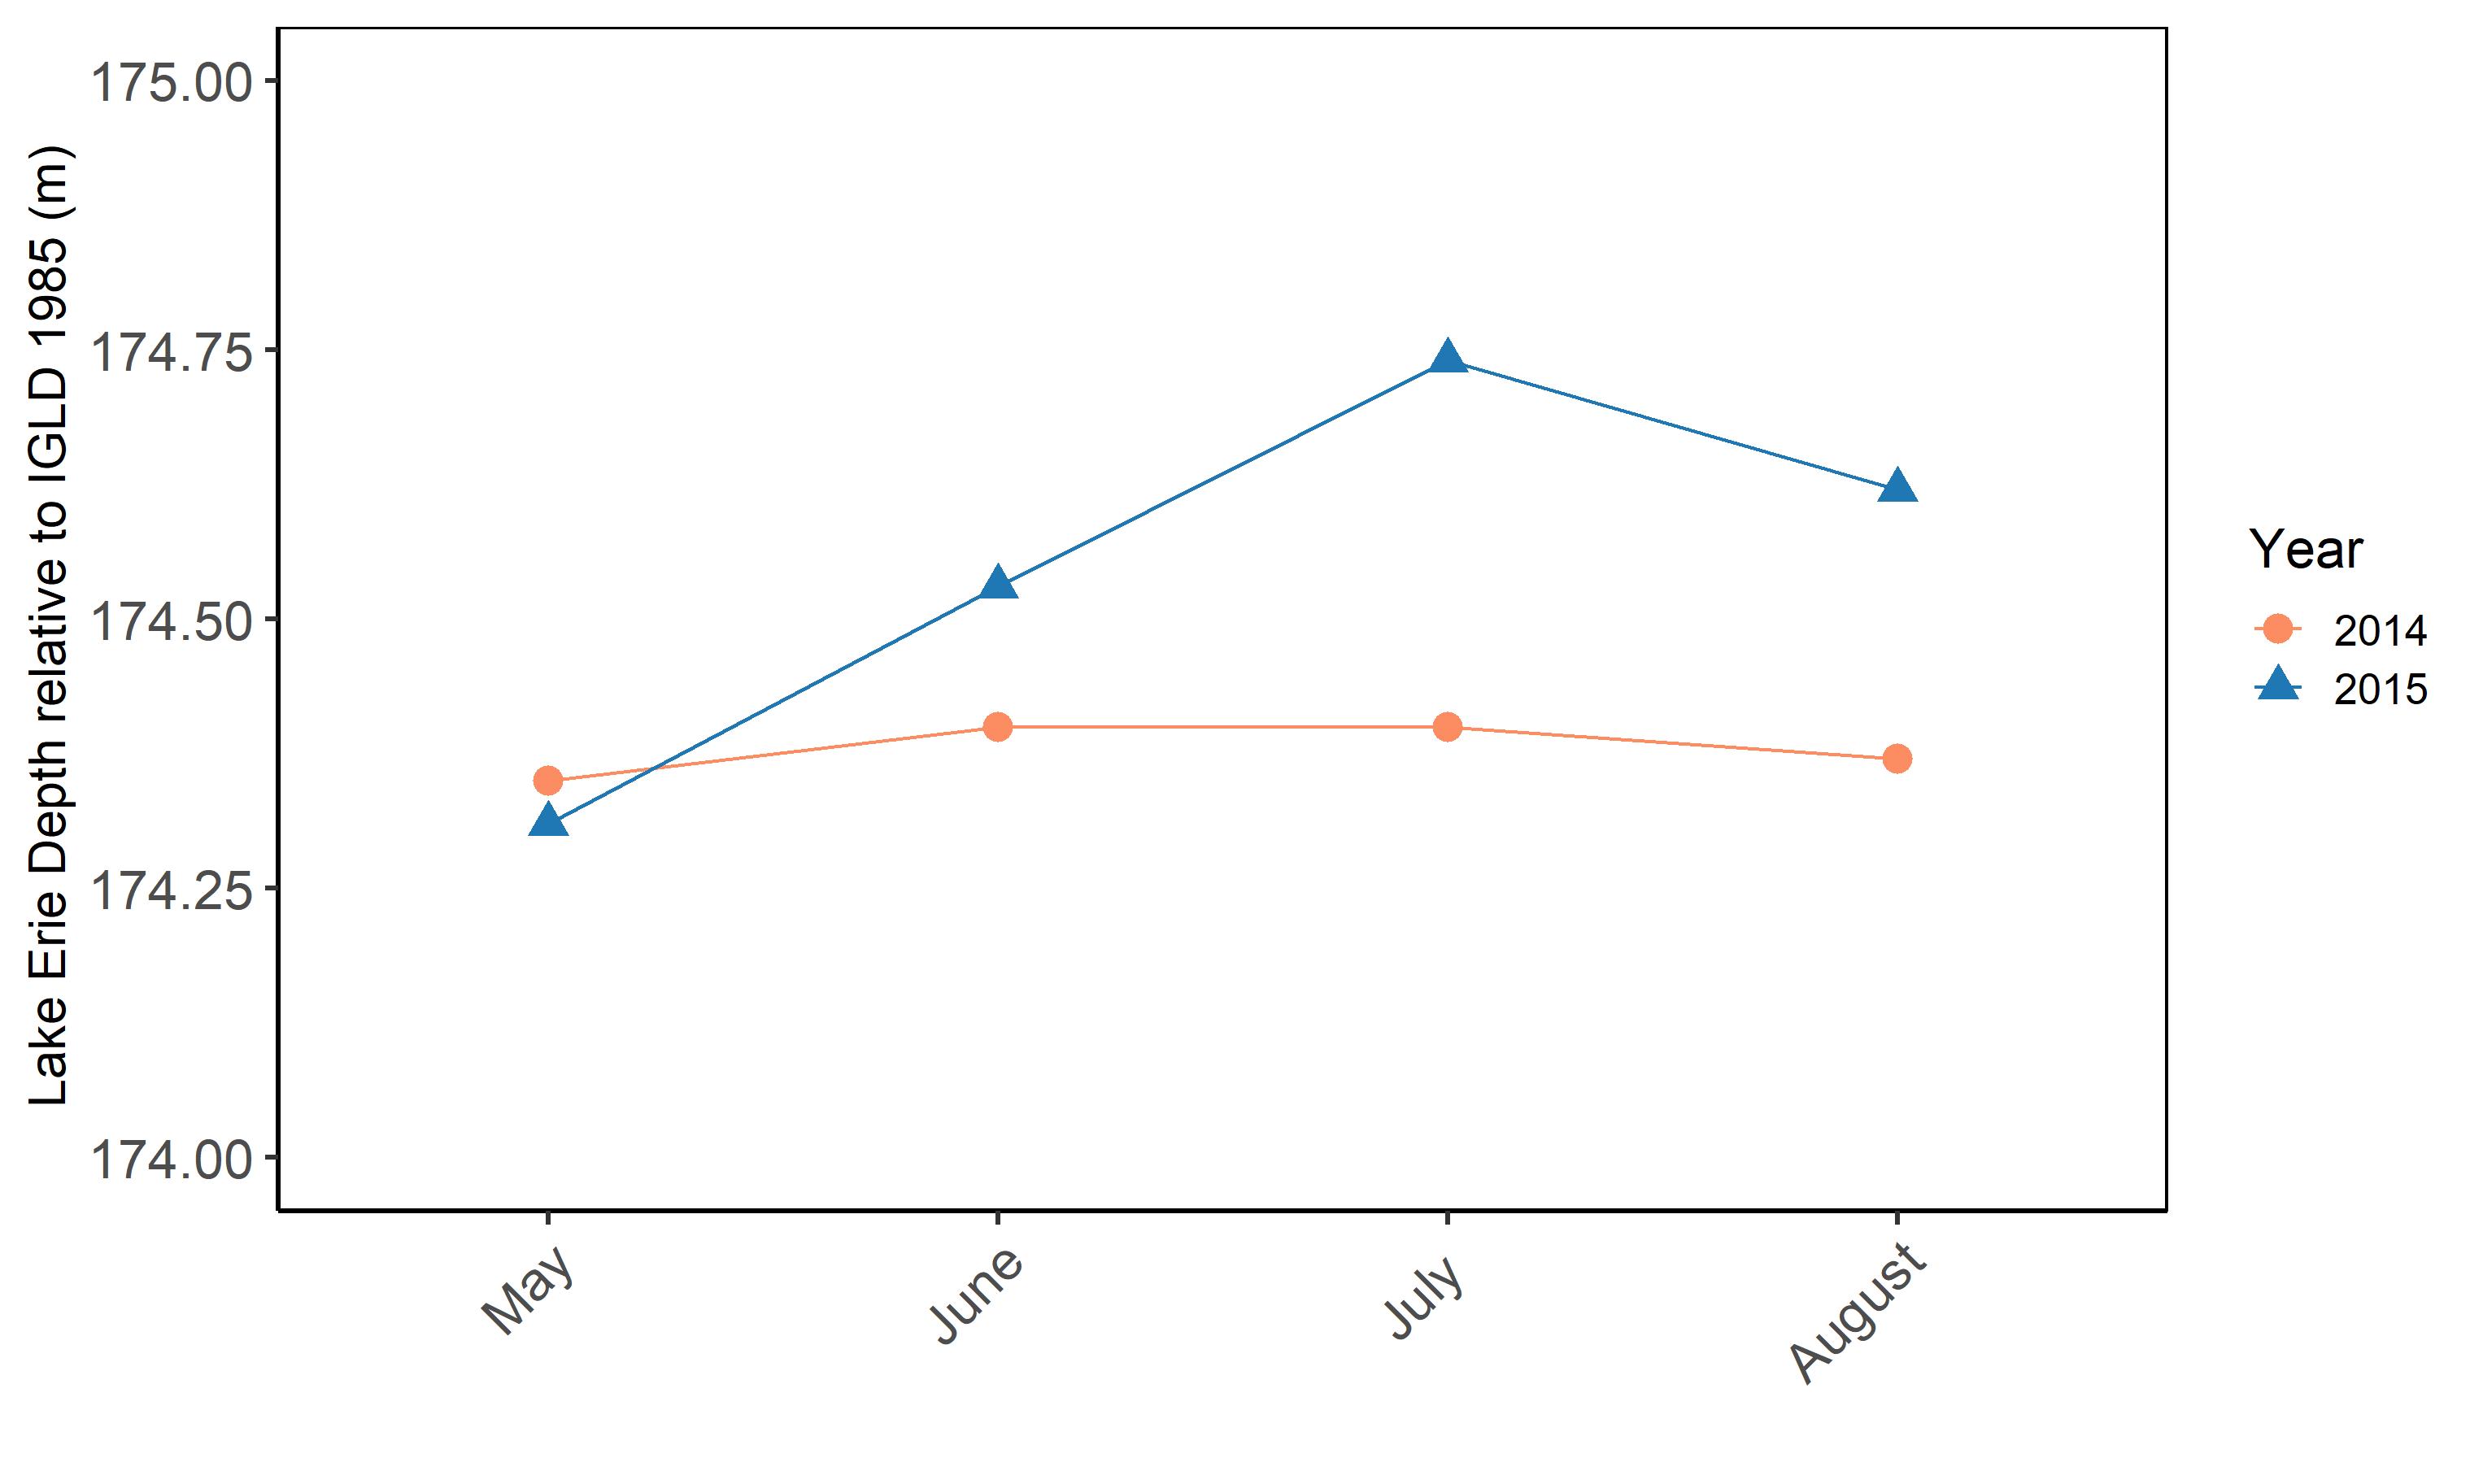 Lake Erie Depth relative to IGLD 1985 (m)
175.00
174.75
174.50
174.25
174.00
May
June
July
August
Year
2014
2015